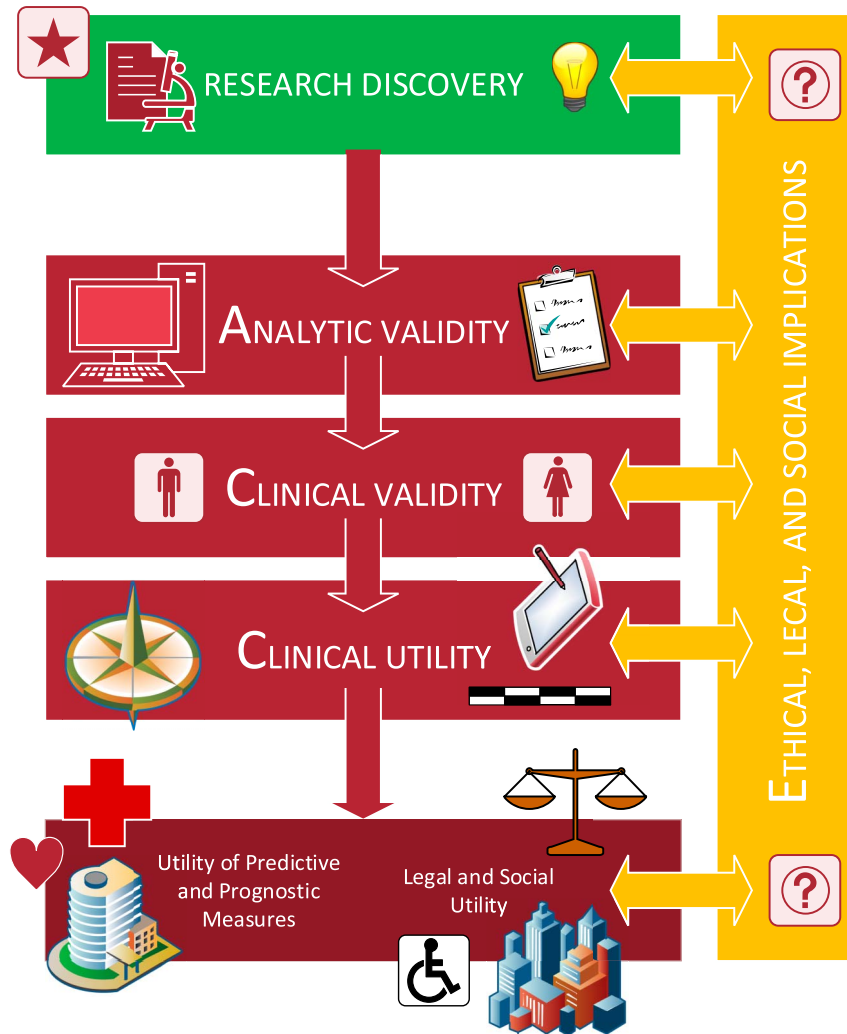 RESEARCH DISCOVERY
ANALYTIC VALIDITY
CLINICAL VALIDITY
CLINICAL UTILITY
Utility of Predictive
and Prognostic
Measures
Legal and Social
Utility
ETHICAL, LECAL, AND SOCIAL IMPLICATIONS
?
?